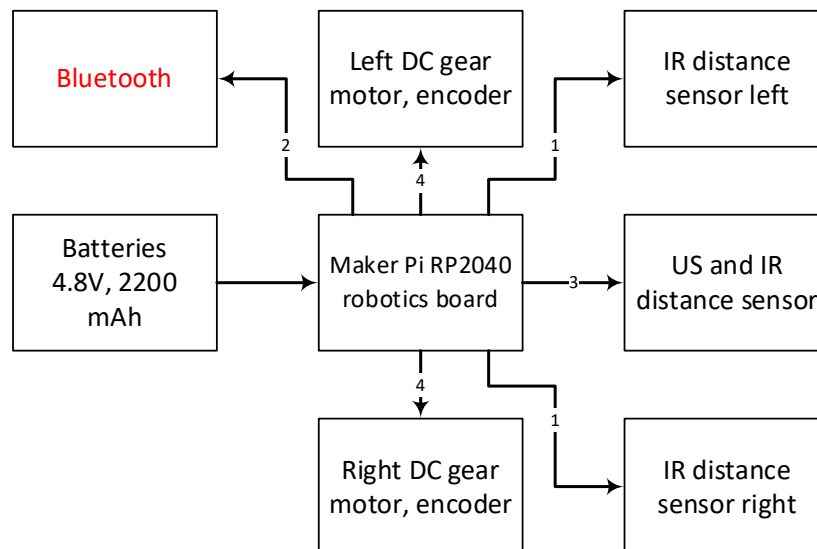 Bluetooth
Left DC gear
motor, encoder
IR distance
sensor left
2
4
1
Batteries
4.8V, 2200
mAh
Maker Pi RP2040
robotics board
3
US and IR
distance sensor
4
1
Right DC gear
motor, encoder
IR distance
sensor right